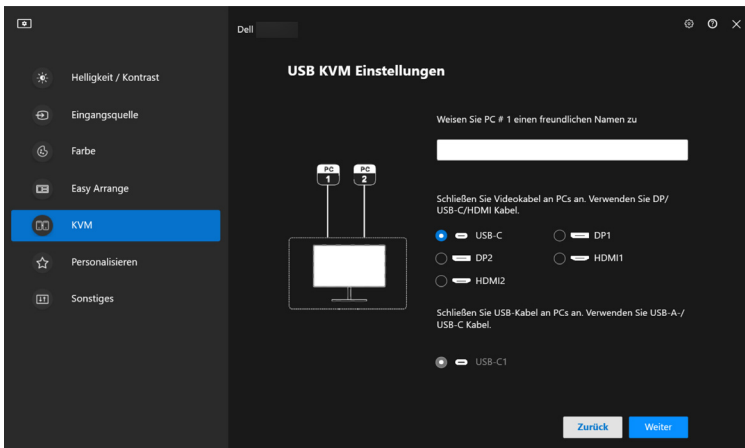 Dell
USB KVM Einstellungen
Helligkeit / Kontrast
Eingangsquelle
Farbe
Easy Arrange
KVM
Personalisieren
Sonstiges
PC
1
PC
2
Weisen Sie PC # 1 einen freundlichen Namen zu
Schließen Sie Videokabel an PCs an. Verwenden Sie DP/
USB-C/HDMI Kabel.
USB-C
DP1
DP2
HDMI1
HDMI2
Schließen Sie USB-Kabel an PCs an. Verwenden Sie USB-A-/
USB-C Kabel.
USB-C1
Zurück
Weiter